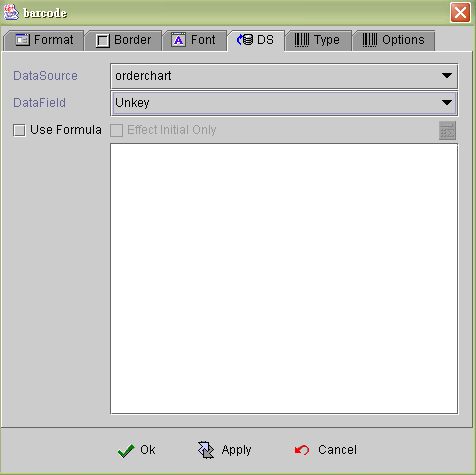 barcode
Format Border Font DS Type Options
DataSource orderchart
DataField Unkey
Use Formula Effect Initial Only
Ok Apply Cancel